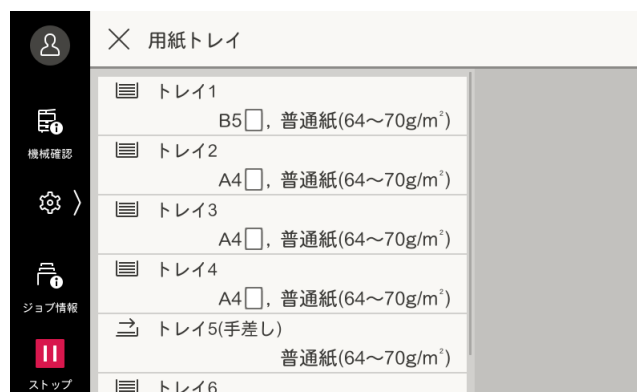 用紙トレイ
トレイ1
B5, 普通紙(64〜70g/m²)
トレイ2
A4, 普通紙(64〜70g/m²)
トレイ3
A4, 普通紙(64〜70g/m²)
トレイ4
A4, 普通紙(64〜70g/m²)
トレイ5(手差し)
普通紙(64〜70g/m²)
トレイ6
機械確認
ジョブ情報
ストップ